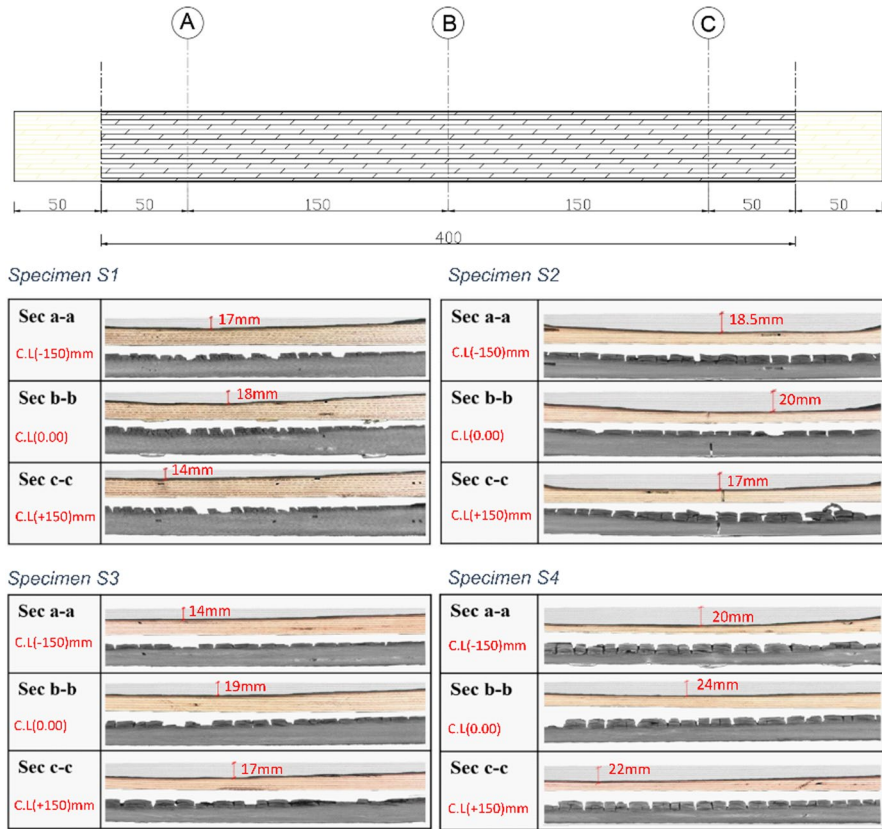 A B C
50 50 150 150 50 50
400
Specimen S1
Sec a-a
C.L(-150)mm
17mm
Sec b-b
C.L(0.00)
18mm
Sec c-c
C.L(+150)mm
14mm
Specimen S2
Sec a-a
C.L(-150)mm
18.5mm
Sec b-b
C.L(0.00)
20mm
Sec c-c
C.L(+150)mm
17mm
Specimen S3
Sec a-a
C.L(-150)mm
14mm
Sec b-b
C.L(0.00)
19mm
Sec c-c
C.L(+150)mm
17mm
Specimen S4
Sec a-a
C.L(-150)mm
20mm
Sec b-b
C.L(0.00)
24mm
Sec c-c
C.L(+150)mm
22mm